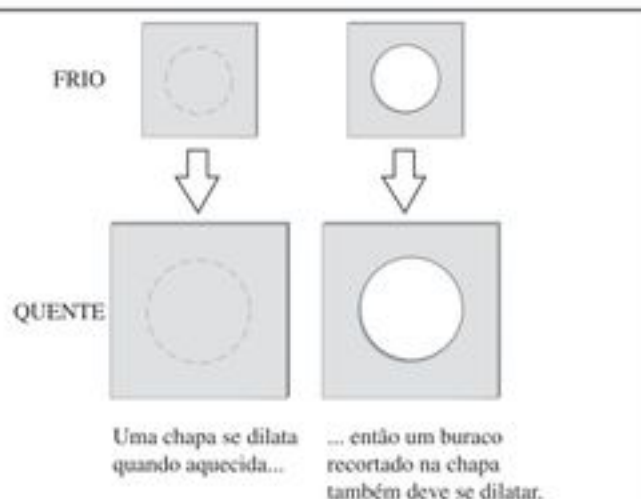 FRIO
QUENTE
Uma chapa se dilata
quando aquecida...
... então um buraco
recortado na chapa
também deve se dilatar.